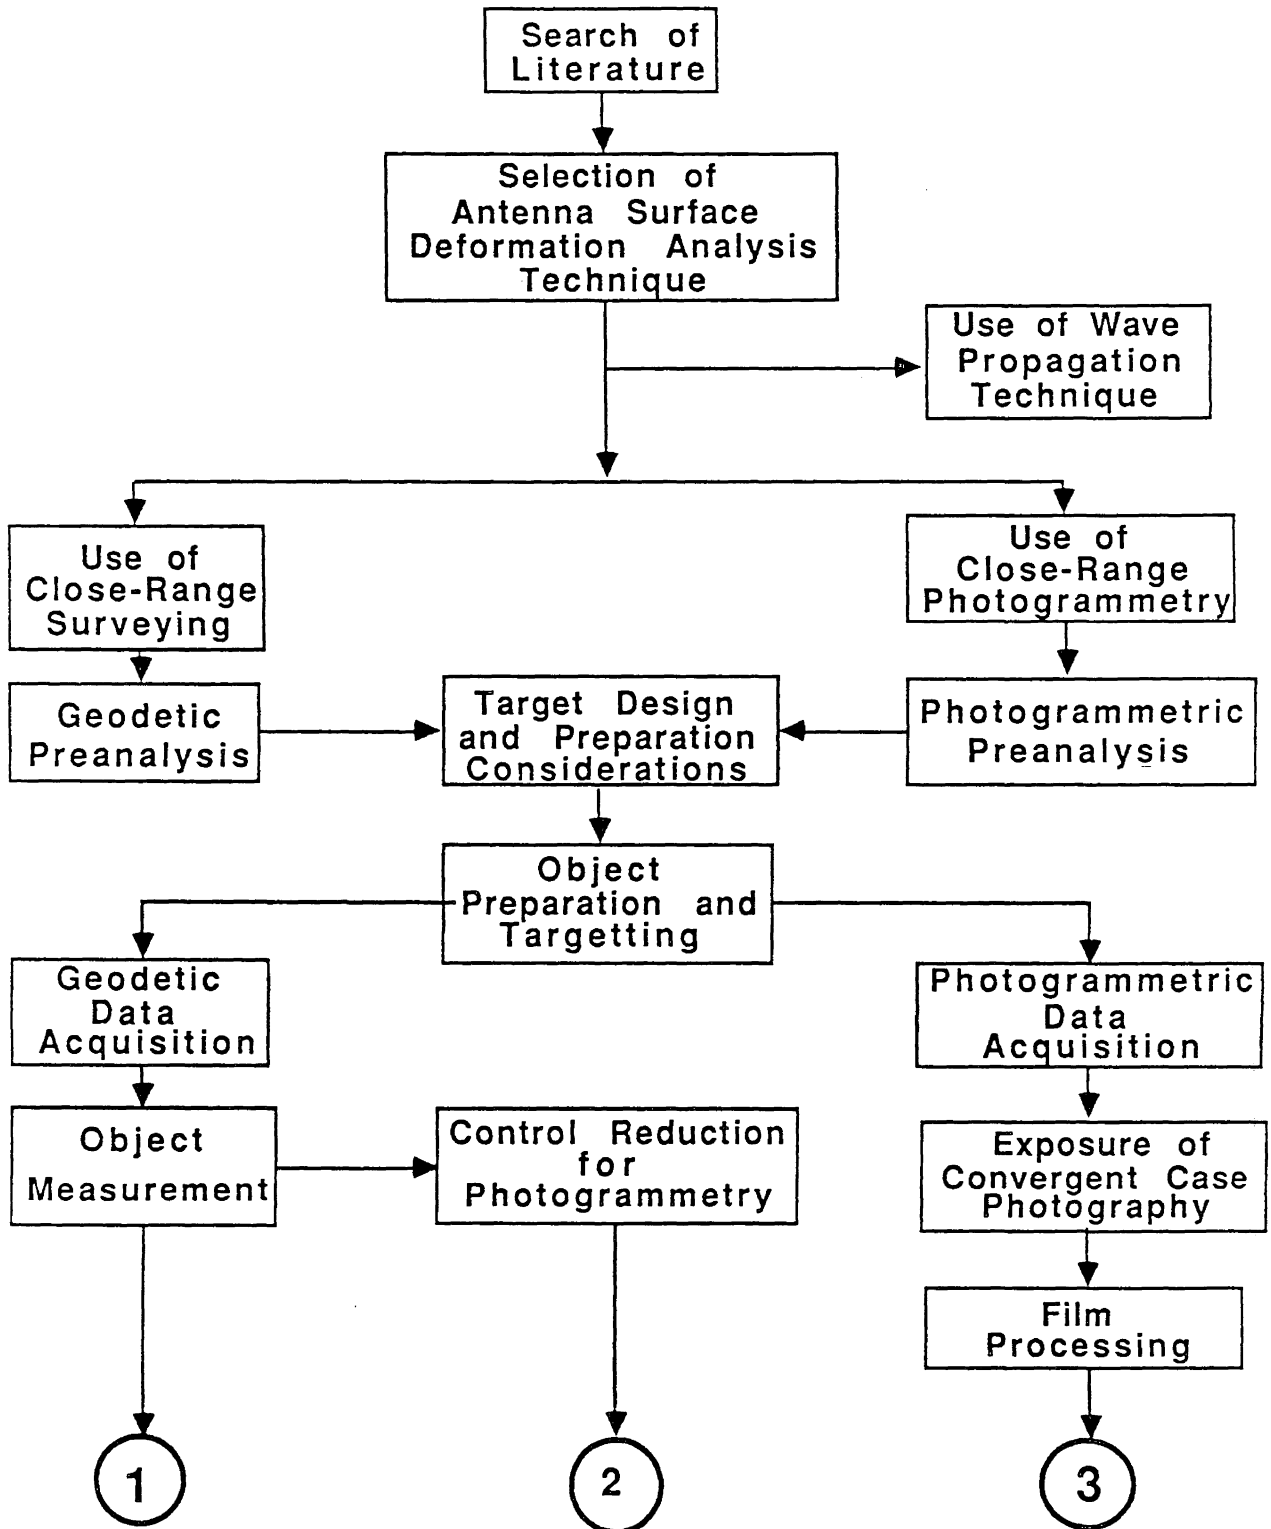 Search of
Literature
Selection of
Antenna Surface
Deformation Analysis
Technique
Use of Wave
Propagation
Technique
Use of
Close-Range
Surveying
Use of
Close-Range
Photogrammetry
Geodetic
Preanalysis
Target Design
and Preparation
Considerations
Photogrammetric
Preanalysis
Object
Preparation and
Targetting
Geodetic
Data
Acquisition
Photogrammetric
Data
Acquisition
Object
Measurement
Control Reduction
for
Photogrammetry
Exposure of
Convergent Case
Photography
Film
Processing
1
2
3